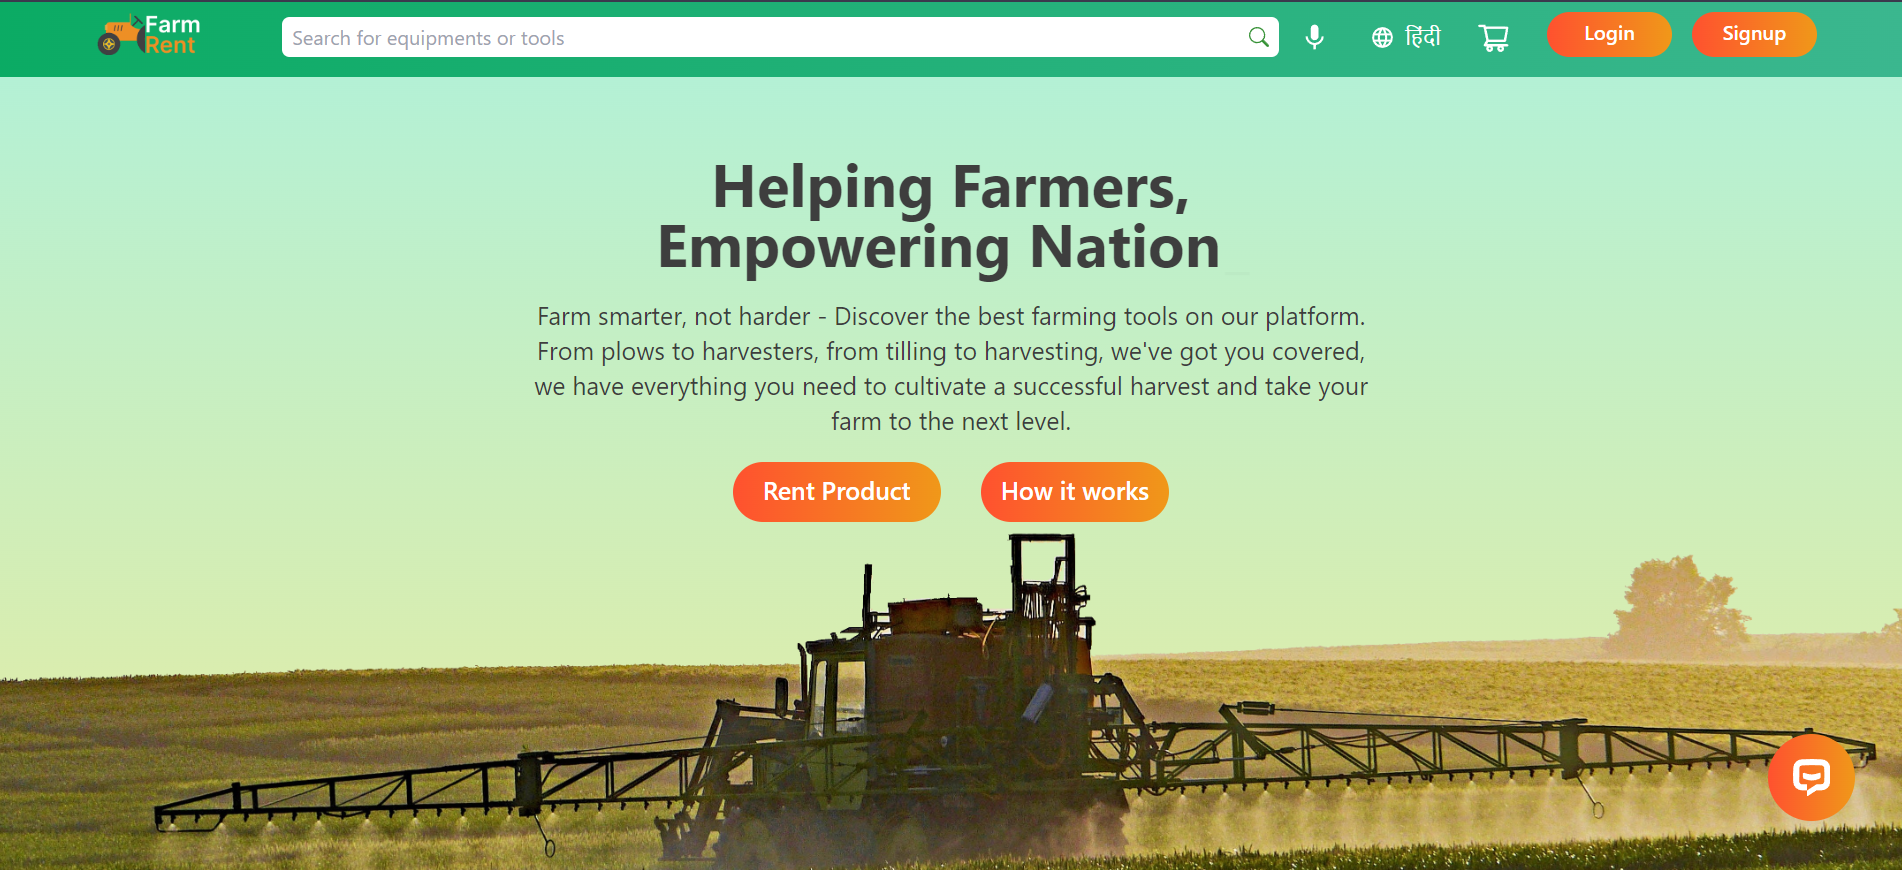 Farm
Rent
Search for equipments or tools
हिंदी
Login
Signup
Helping Farmers,
Empowering Nation_
Farm smarter, not harder - Discover the best farming tools on our platform.
From plows to harvesters, from tilling to harvesting, we've got you covered,
we have everything you need to cultivate a successful harvest and take your
farm to the next level.
Rent Product
How it works